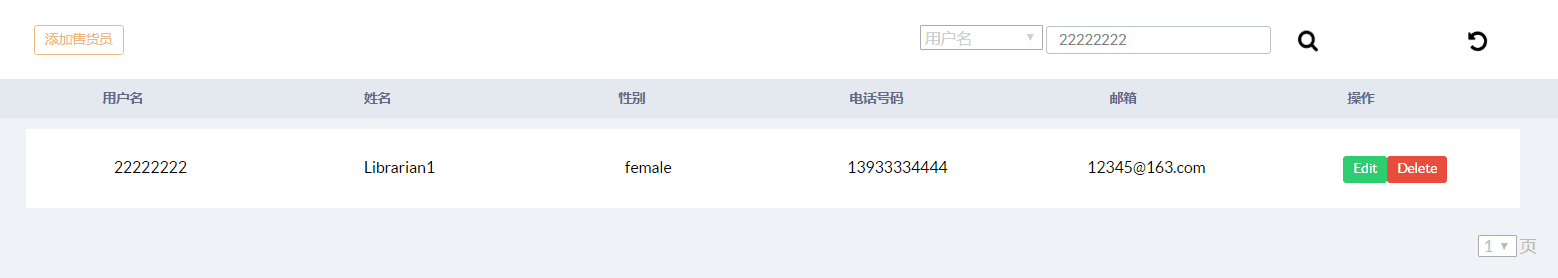 添加售货员 用户名 22222222
用户名 姓名 性别 电话号码 邮箱 操作
22222222 Librarian1 female 13933334444 12345@163.com Edit Delete
1 页